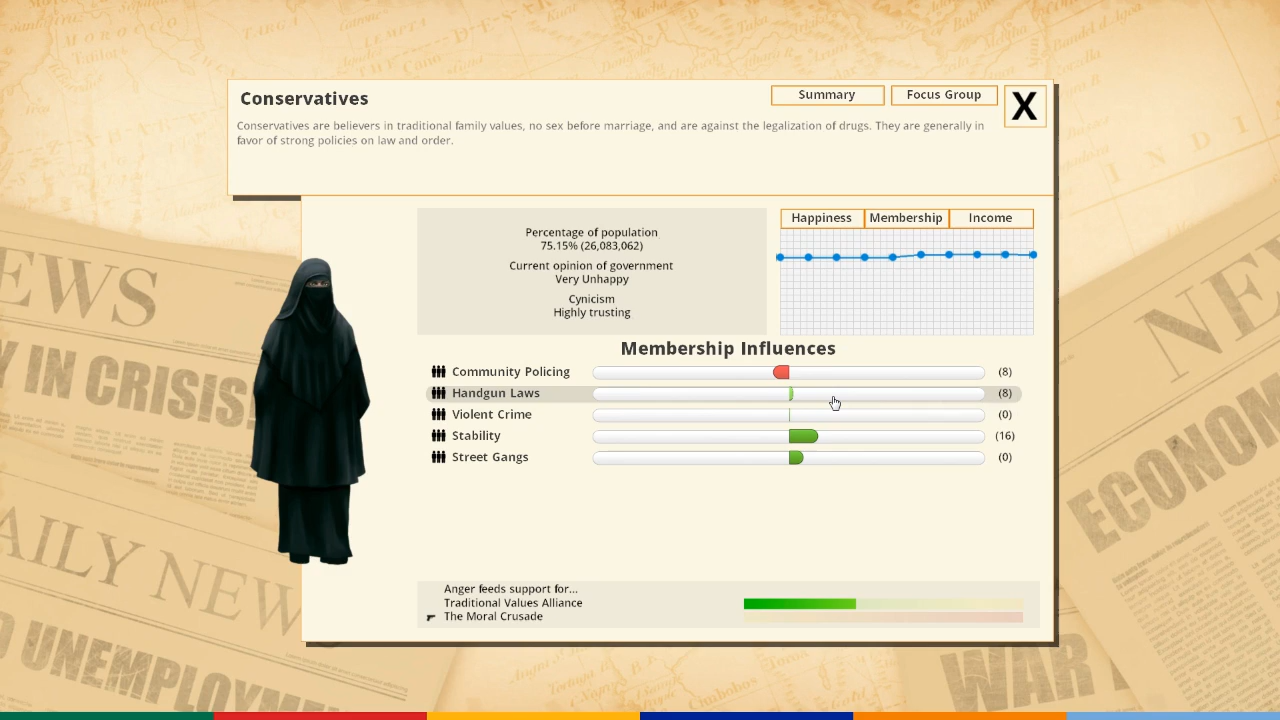 Conservatives
Summary
Focus Group
X
Conservatives are believers in traditional family values, no sex before marriage, and are against the legalization of drugs. They are generally in
favor of strong policies on law and order.
Percentage of population
75.15% (26,083,062)
Current opinion of government
Very Unhappy
Cynicism
Highly trusting
Happiness
Membership
Income
Membership Influences
Community Policing (8)
Handgun Laws (8)
Violent Crime (0)
Stability (16)
Street Gangs (0)
Anger feeds support for...
Traditional Values Alliance
The Moral Crusade
EWS
Y IN CRISIS!
AILY NEW
UNEMPLOYME
NE
ECONOM
WAR